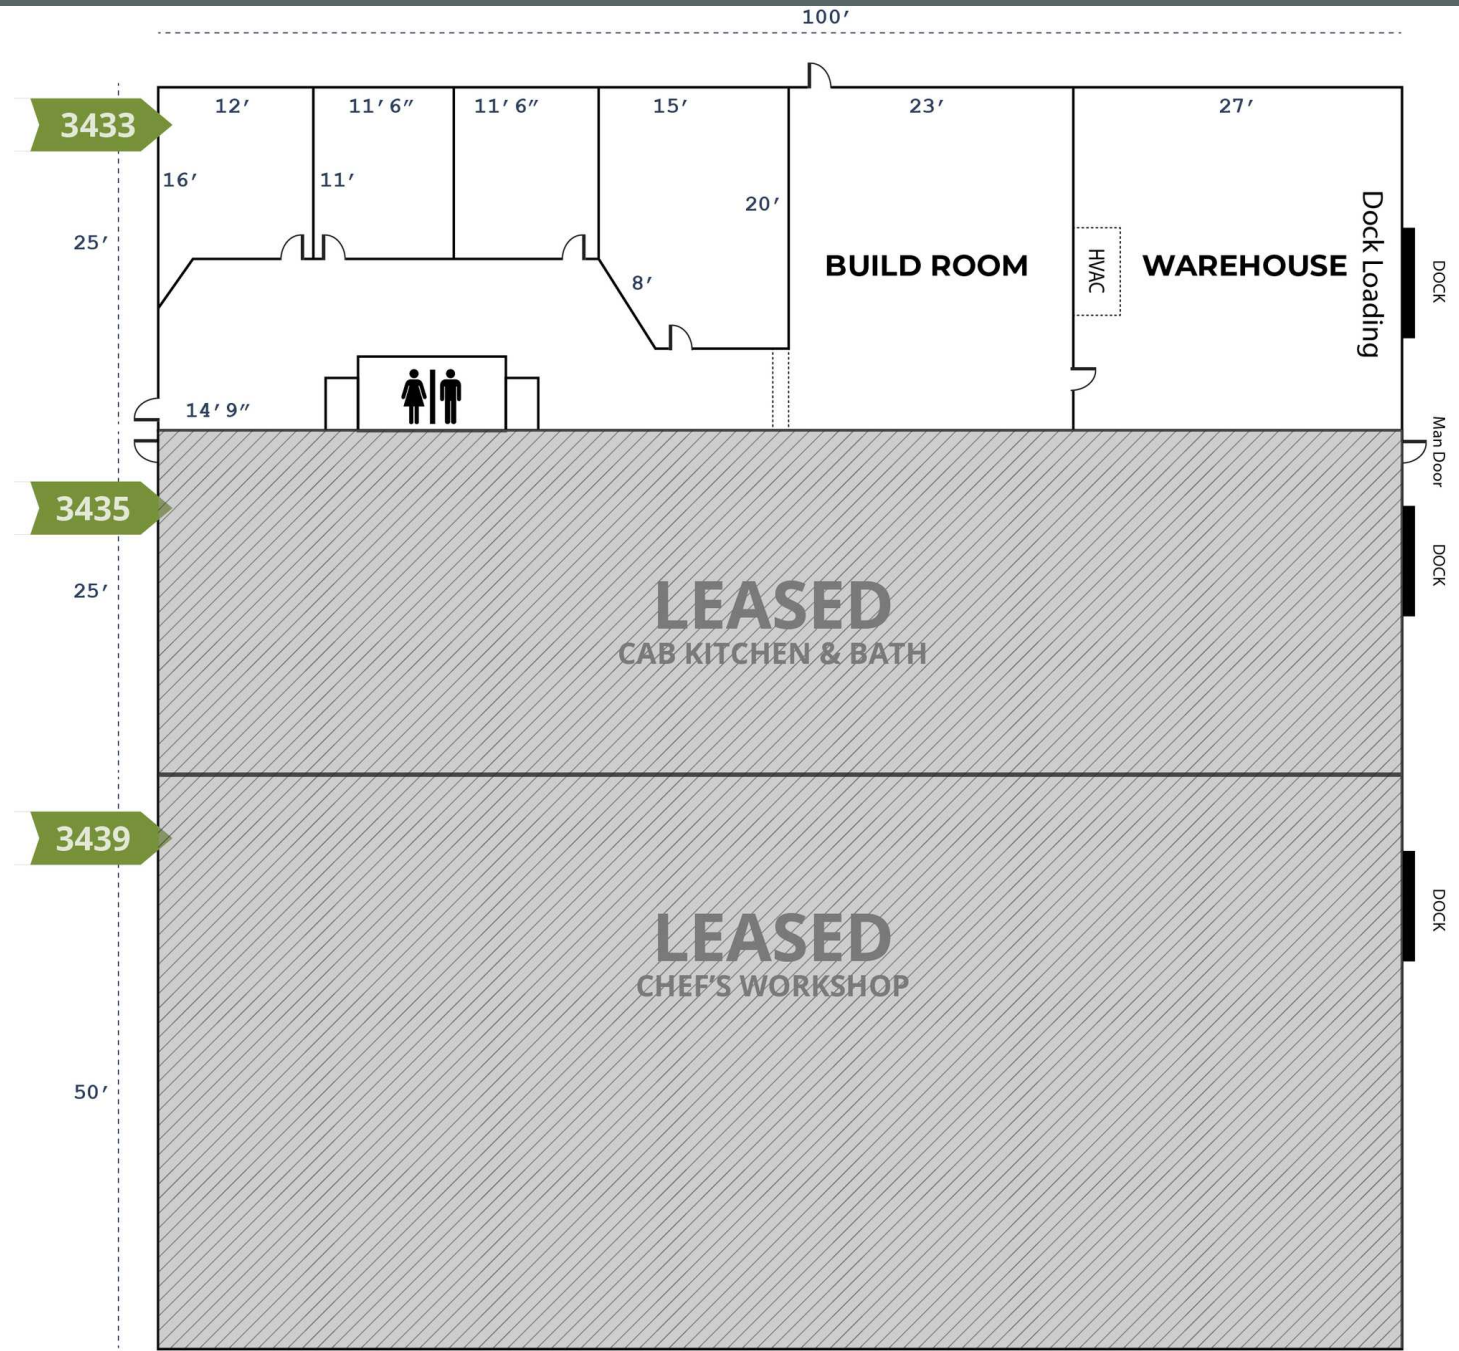 100′
3433
12′
11′6″
11′6″
15′
23′
27′
16′
11′
20′
25′
8′
BUILD ROOM
HVAC
WAREHOUSE
Dock Loading
DOCK
14′9″
Man Door
3435
25′
DOCK
LEASED
CAB KITCHEN & BATH
3439
DOCK
LEASED
CHEF’S WORKSHOP
50′